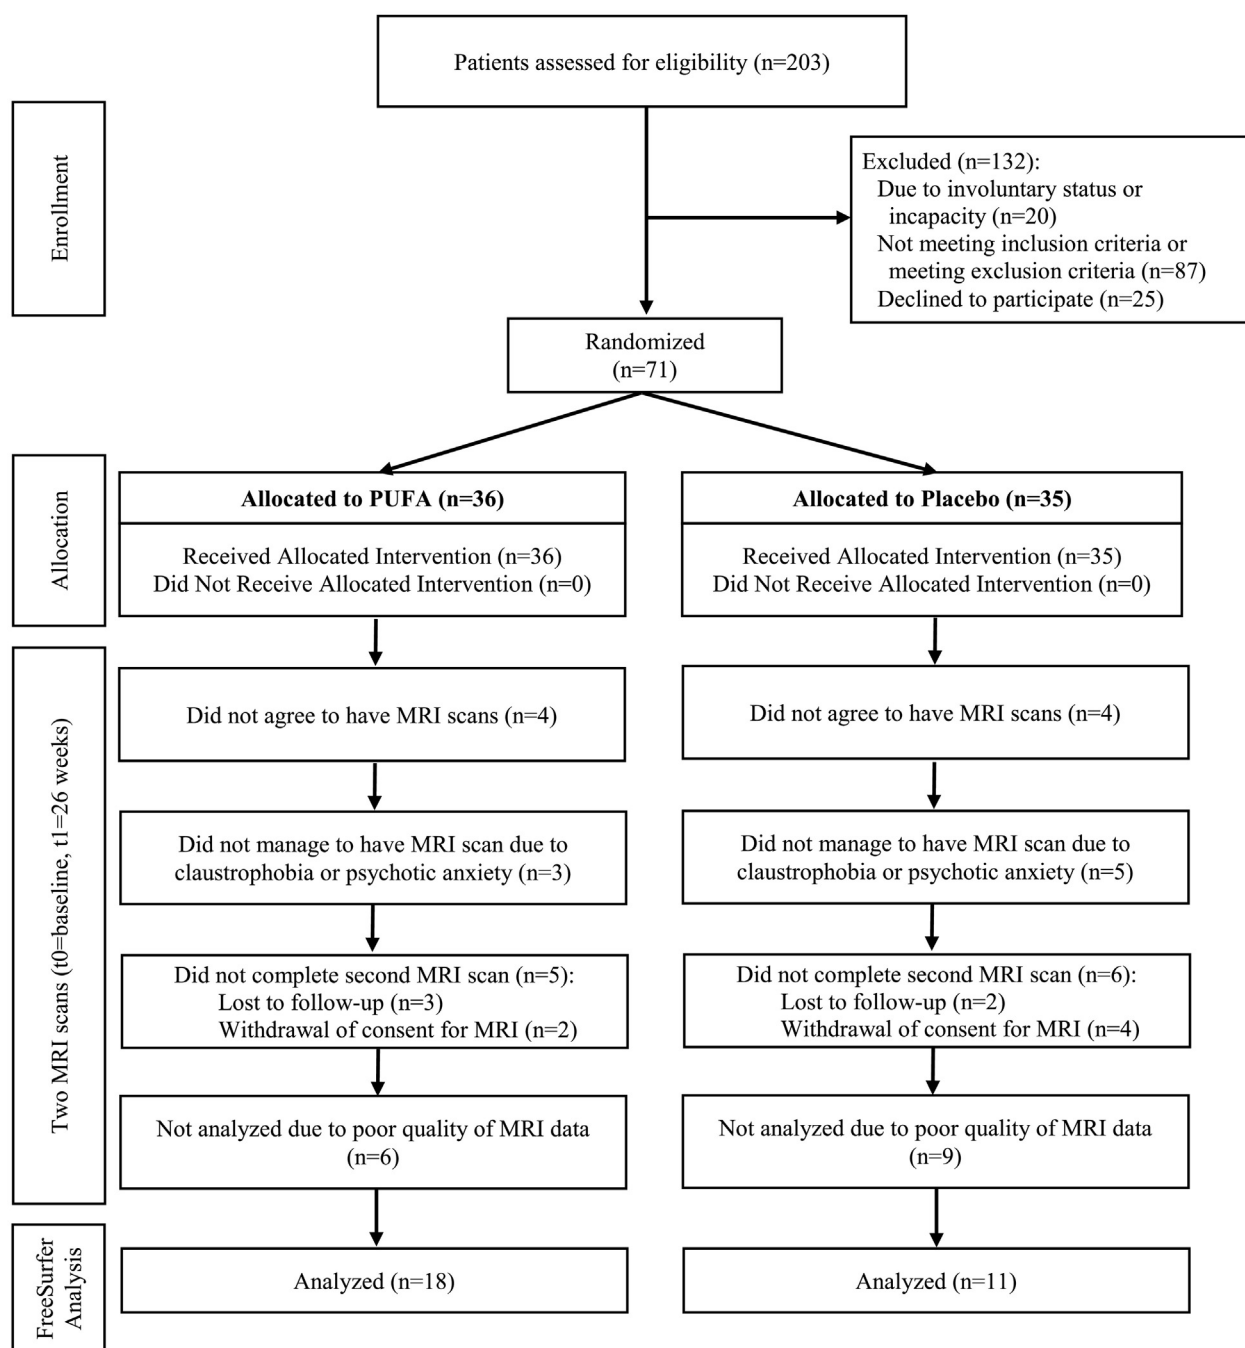 Patients assessed for eligibility (n=203)
Enrollment
Excluded (n=132):
Due to involuntary status or
incapacity (n=20)
Not meeting inclusion criteria or
meeting exclusion criteria (n=87)
Declined to participate (n=25)
Randomized
(n=71)
Allocation
Allocated to PUFA (n=36)
Received Allocated Intervention (n=36)
Did Not Receive Allocated Intervention (n=0)
Allocated to Placebo (n=35)
Received Allocated Intervention (n=35)
Did Not Receive Allocated Intervention (n=0)
Two MRI scans (t0=baseline, t1=26 weeks)
Did not agree to have MRI scans (n=4)
Did not agree to have MRI scans (n=4)
Did not manage to have MRI scan due to
claustrophobia or psychotic anxiety (n=3)
Did not manage to have MRI scan due to
claustrophobia or psychotic anxiety (n=5)
Did not complete second MRI scan (n=5):
Lost to follow-up (n=3)
Withdrawal of consent for MRI (n=2)
Did not complete second MRI scan (n=6):
Lost to follow-up (n=2)
Withdrawal of consent for MRI (n=4)
Not analyzed due to poor quality of MRI data
(n=6)
Not analyzed due to poor quality of MRI data
(n=9)
FreeSurfer
Analysis
Analyzed (n=18)
Analyzed (n=11)